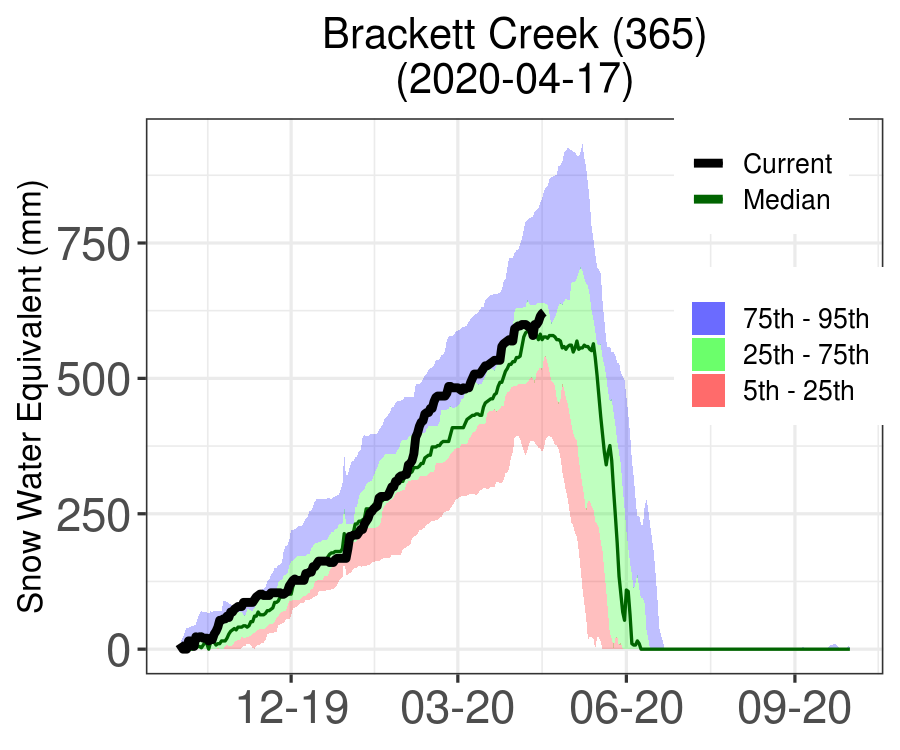 Brackett Creek (365)
(2020-04-17)
Snow Water Equivalent (mm)
750
500
250
0
12-19
03-20
06-20
09-20
Current
Median
75th - 95th
25th - 75th
5th - 25th